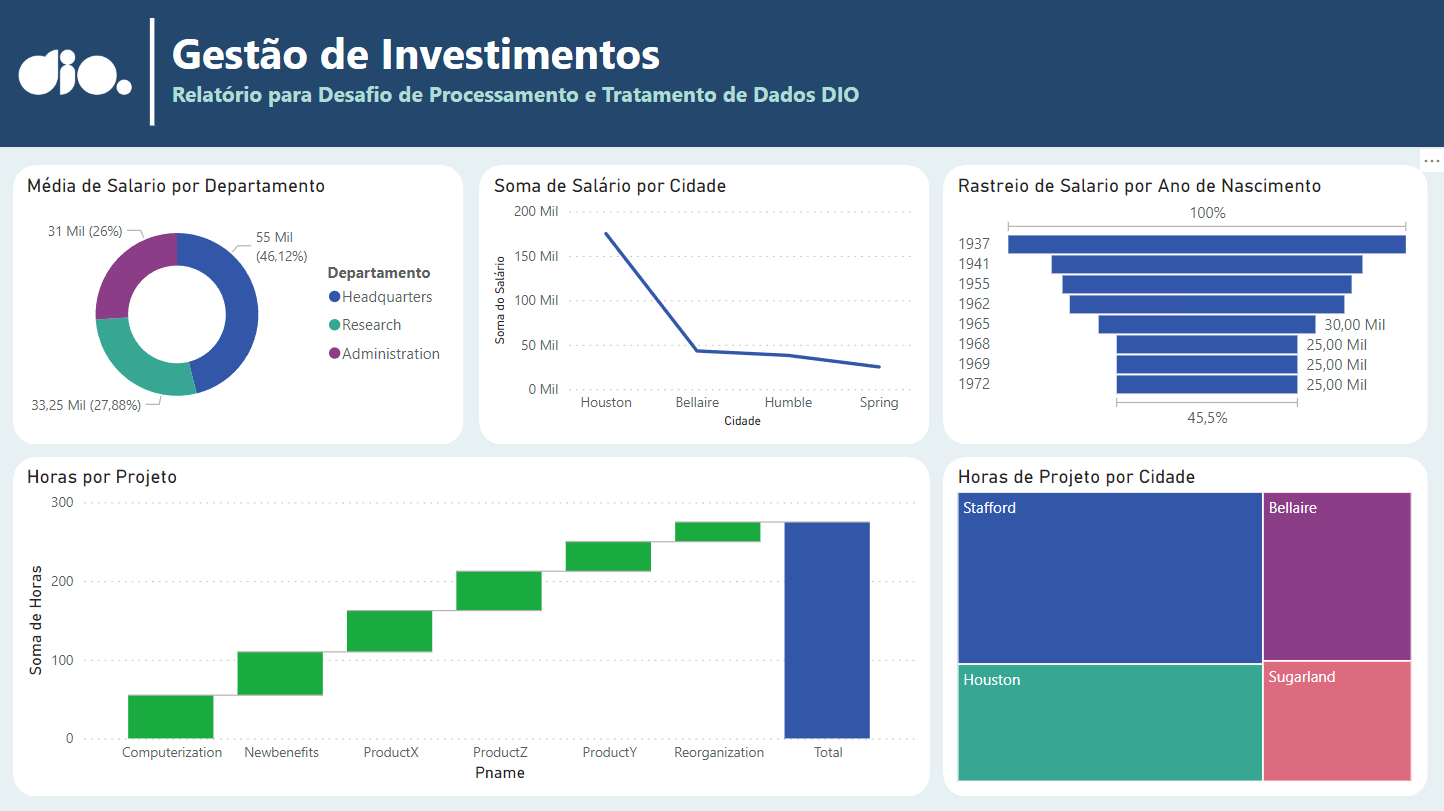 dio.
Gestão de Investimentos
Relatório para Desafio de Processamento e Tratamento de Dados DIO
Média de Salario por Departamento
31 Mil (26%)
55 Mil
(46,12%)
33,25 Mil (27,88%)
Departamento
Headquarters
Research
Administration
Soma de Salário por Cidade
Soma do Salário
200 Mil
150 Mil
100 Mil
50 Mil
0 Mil
Houston Bellaire Humble Spring
Cidade
Rastreio de Salario por Ano de Nascimento
100%
1937
1941
1955
1962
1965 30,00 Mil
1968 25,00 Mil
1969 25,00 Mil
1972 25,00 Mil
45,5%
Horas por Projeto
Soma de Horas
300
200
100
0
Computerization Newbenefits ProductX ProductZ ProductY Reorganization Total
Pname
Horas de Projeto por Cidade
Stafford
Bellaire
Houston
Sugarland